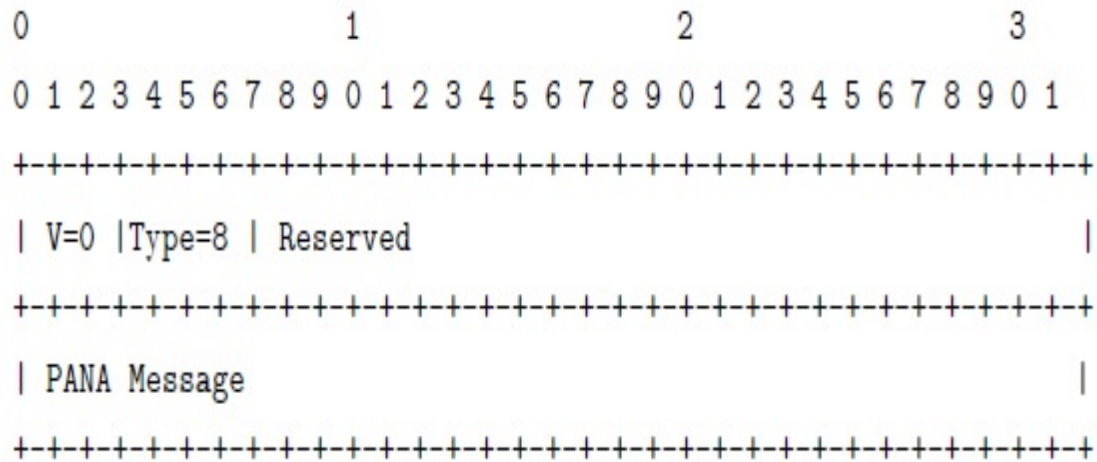 0                   1                   2                   3
0 1 2 3 4 5 6 7 8 9 0 1 2 3 4 5 6 7 8 9 0 1 2 3 4 5 6 7 8 9 0 1
+-+-+-+-+-+-+-+-+-+-+-+-+-+-+-+-+-+-+-+-+-+-+-+-+-+-+-+-+-+-+-+-+
| V=0 |Type=8 | Reserved                                        |
+-+-+-+-+-+-+-+-+-+-+-+-+-+-+-+-+-+-+-+-+-+-+-+-+-+-+-+-+-+-+-+-+
| PANA Message                                                  |
+-+-+-+-+-+-+-+-+-+-+-+-+-+-+-+-+-+-+-+-+-+-+-+-+-+-+-+-+-+-+-+-+